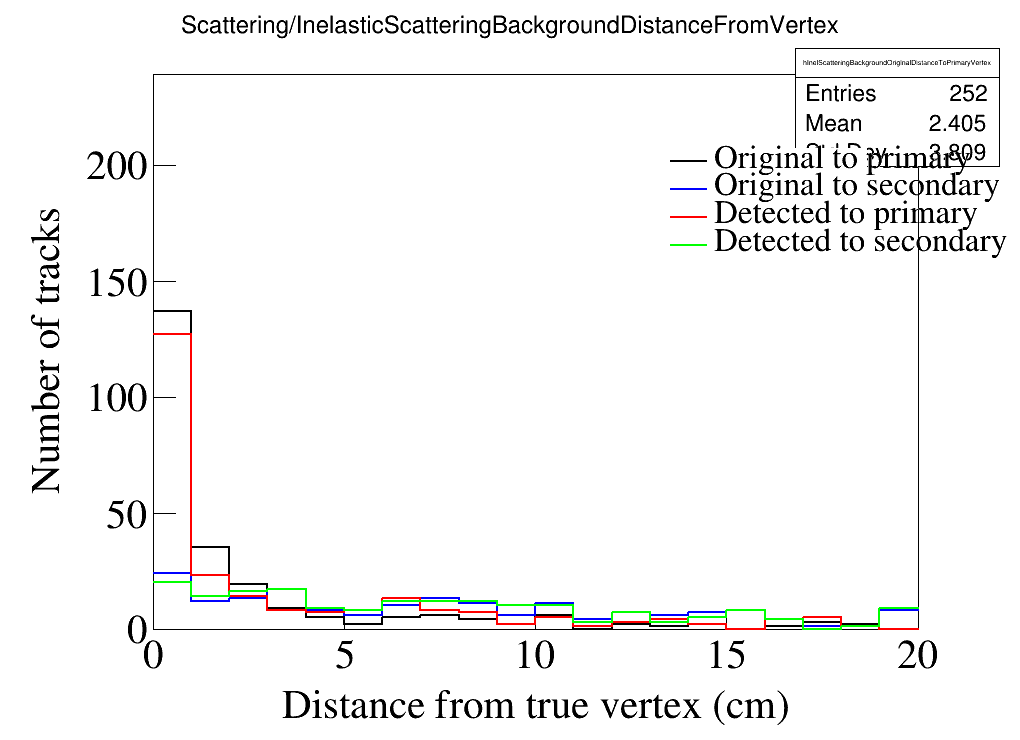 Scattering/InelasticScatteringBackgroundDistanceFromVertex
hInelScatteringBackgroundOriginalDistanceToPrimaryVertex
Entries 252
Mean 2.405
3.809
Original to primary
Original to secondary
Detected to primary
Detected to secondary
Number of tracks
200
150
100
50
0
0 5 10 15 20
Distance from true vertex (cm)